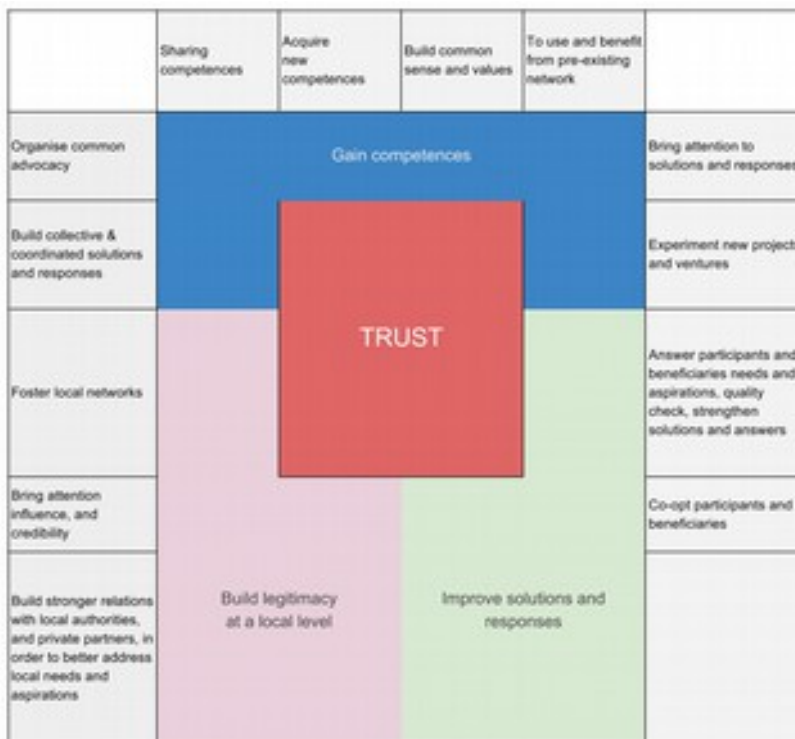 Sharing
competences
Acquire
new
competences
Build common
sense and values
To use and benefit
from pre-existing
network
Organise common
advocacy
Gain competences
Bring attention to
solutions and responses
Build collective &
coordinated solutions
and responses
Experiment new projects
and ventures
TRUST
Foster local networks
Answer participants and
beneficiaries needs and
aspirations, quality
check, strengthen
solutions and answers
Bring attention
influence, and
credibility
Co-opt participants and
beneficiaries
Build stronger relations
with local authorities,
and private partners, in
order to better address
local needs and
aspirations
Build legitimacy
at a local level
Improve solutions and
responses